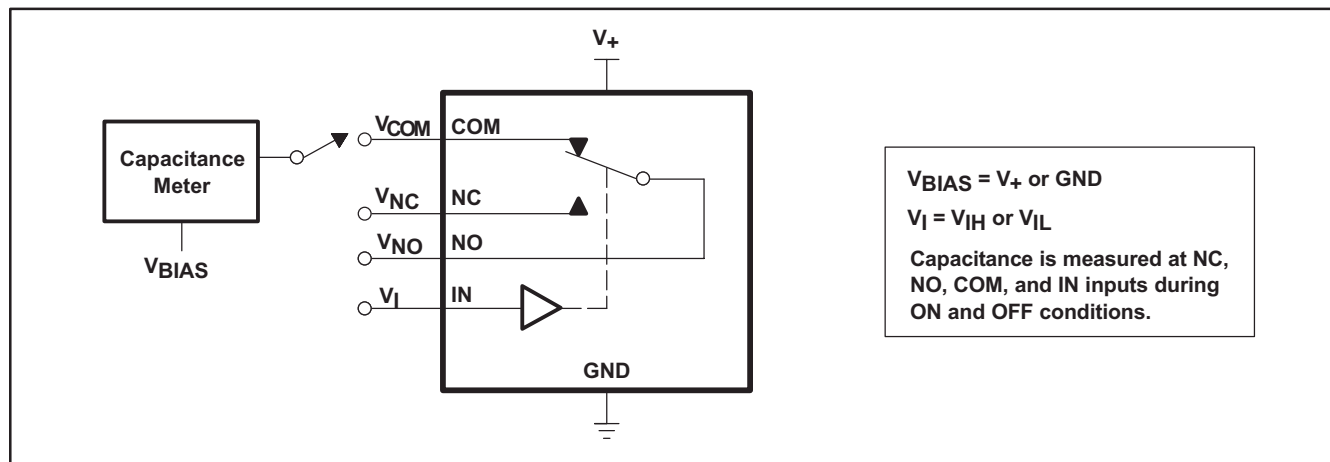 V+
Capacitance
Meter
VBIAS
VCOM COM
VNC NC
VNO NO
VI IN
GND
VBIAS = V+ or GND
VI = VIH or VIL
Capacitance is measured at NC,
NO, COM, and IN inputs during
ON and OFF conditions.